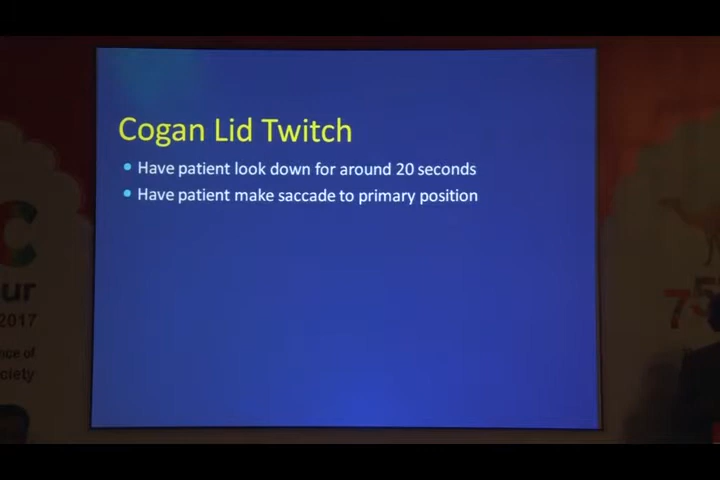 Cogan Lid Twitch
• Have patient look down for around 20 seconds
• Have patient make saccade to primary position
C
ur
2017
nce of
ciety
75